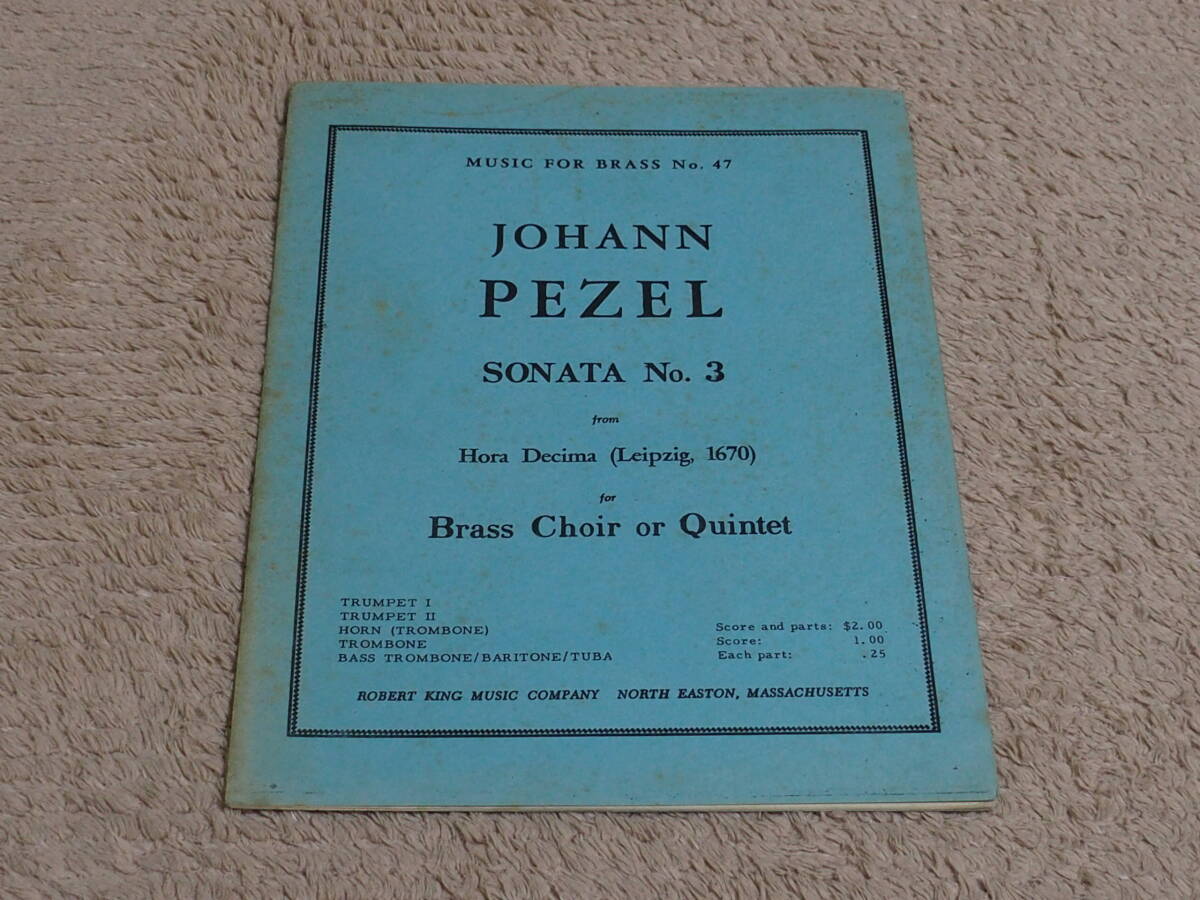 MUSIC FOR BRASS No. 47
JOHANN
PEZEL
SONATA No. 3
from
Hora Decima (Leipzig, 1670)
for
Brass Choir or Quintet
TRUMPET I
TRUMPET II
HORN (TROMBONE)
TROMBONE
BASS TROMBONE/BARITONE/TUBA
Score and parts: $2.00
Score: 1.00
Each part: .25
ROBERT KING MUSIC COMPANY NORTH EASTON, MASSACHUSETTS